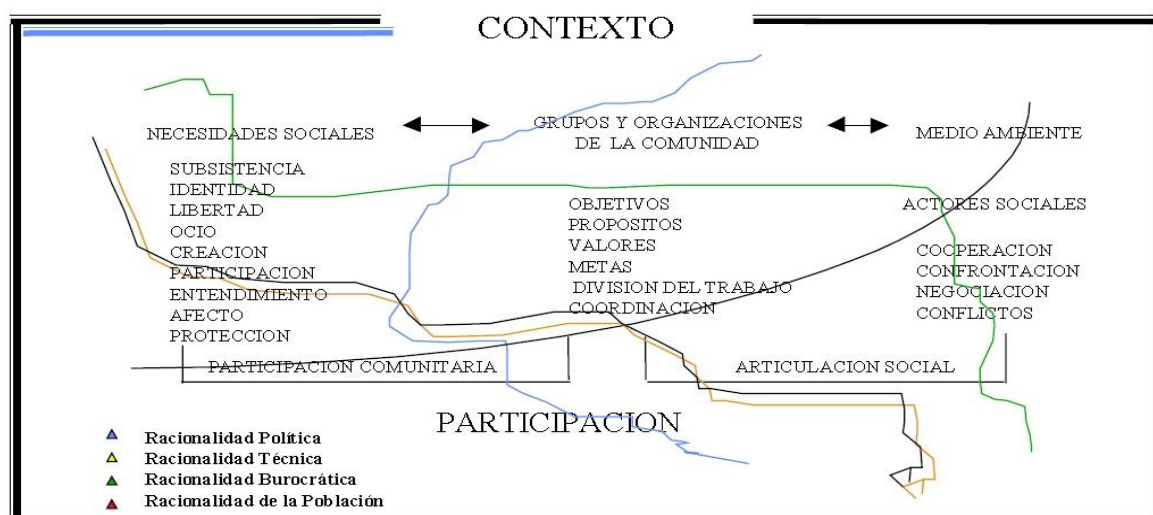 CONTEXTO
NECESIDADES SOCIALES
SUBSISTENCIA
IDENTIDAD
LIBERTAD
OCIO
CREACION
PARTICIPACION
ENTENDIMIENTO
AFECTO
PROTECCION
GRUPOS Y ORGANIZACIONES
DE LA COMUNIDAD
OBJETIVOS
PROPOSITOS
VALORES
METAS
DIVISION DEL TRABAJO
COORDINACION
MEDIO AMBIENTE
ACTORES SOCIALES
COOPERACION
CONFRONTACION
NEGOCIACION
CONFLICTOS
PARTICIPACION COMUNITARIA
ARTICULACION SOCIAL
PARTICIPACION
Racionalidad Política
Racionalidad Técnica
Racionalidad Burocrática
Racionalidad de la Población